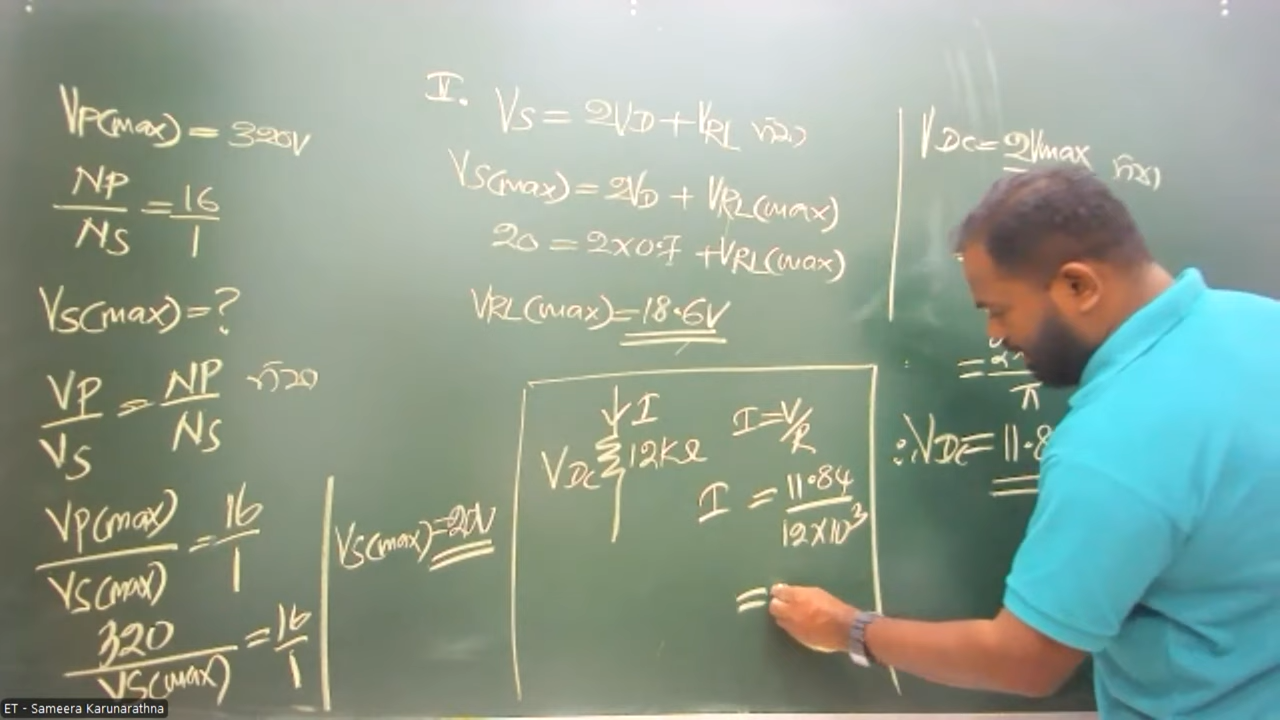 VP(max) = 320V
NP/NS = 16/1
VS(max) = ?
VP/VS = NP/NS නිසා
VP(max)/VS(max) = 16/1
320/VS(max) = 16/1
VS(max) = 20V
V.
VS = 2VD + VRL නිසා
VS(max) = 2VD + VRL(max)
20 = 2×0.7 + VRL(max)
VRL(max) = 18.6V
I
VDC 12kΩ
I = V/R
I = 11.84/12×10³
=
VDC = 2Vmax නිසා
=
π
∴ VDC = 11.8
ET - Sameera Karunarathna